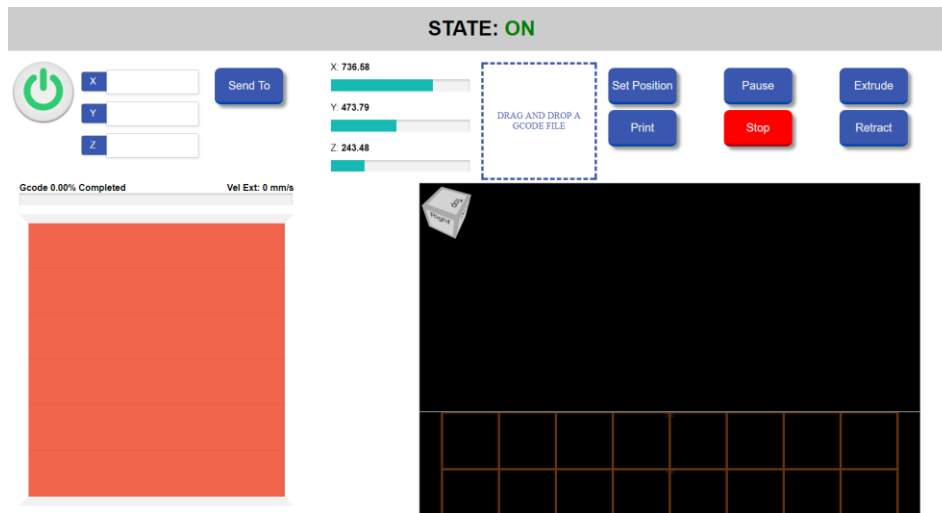 STATE: ON
X
Y
Z
Send To
X: 736.58
Y: 473.79
Z: 243.48
DRAG AND DROP A
GCODE FILE
Set Position
Pause
Extrude
Print
Stop
Retract
Gcode 0.00% Completed
Vel Ext: 0 mm/s
Right